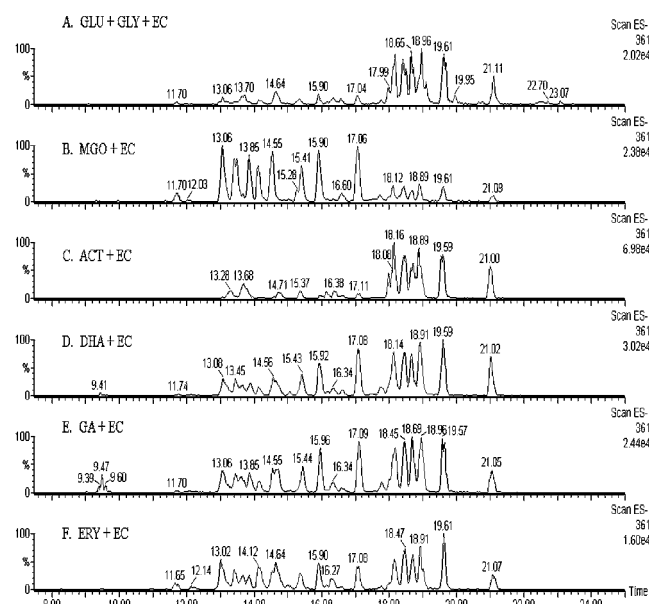 A. GLU+GLY+EC
Scan ES-
361
2.02e4
100
%
11.70 13.06 13.70 14.64 15.90 17.04 17.99 18.65 18.96 19.61 19.95 21.11 22.70 23.07
B. MGO+EC
Scan ES-
361
2.38e4
100
%
11.70 12.03 13.06 13.85 14.55 15.28 15.41 15.90 16.60 17.06 18.12 18.89 19.61
C. ACT+EC
Scan ES-
361
6.98e4
100
%
13.28 13.68 14.71 15.37 16.38 17.11 18.08 18.16 18.89 19.59 21.00
D. DHA+EC
Scan ES-
361
3.02e4
100
%
9.41 11.74 13.08 13.45 14.56 15.43 15.92 16.34 17.08 18.14 18.91 19.59 21.02
E. GA+EC
Scan ES-
361
2.44e4
100
%
9.39 9.47 9.60 11.70 13.06 13.85 14.55 15.44 15.96 16.34 17.09 18.45 18.68 18.96 19.57 21.05
F. ERY+EC
Scan ES-
361
1.60e4
100
%
11.65 12.14 13.02 14.12 14.64 15.90 16.27 17.08 18.47 18.91 19.61 21.07
Time